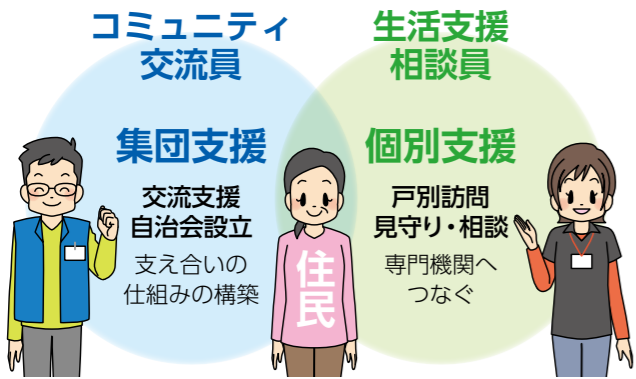 コミュニティ
交流員
集団支援
交流支援
自治会設立
支え合いの
仕組みの構築
生活支援
相談員
個別支援
戸別訪問
見守り・相談
専門機関へ
つなぐ
住民